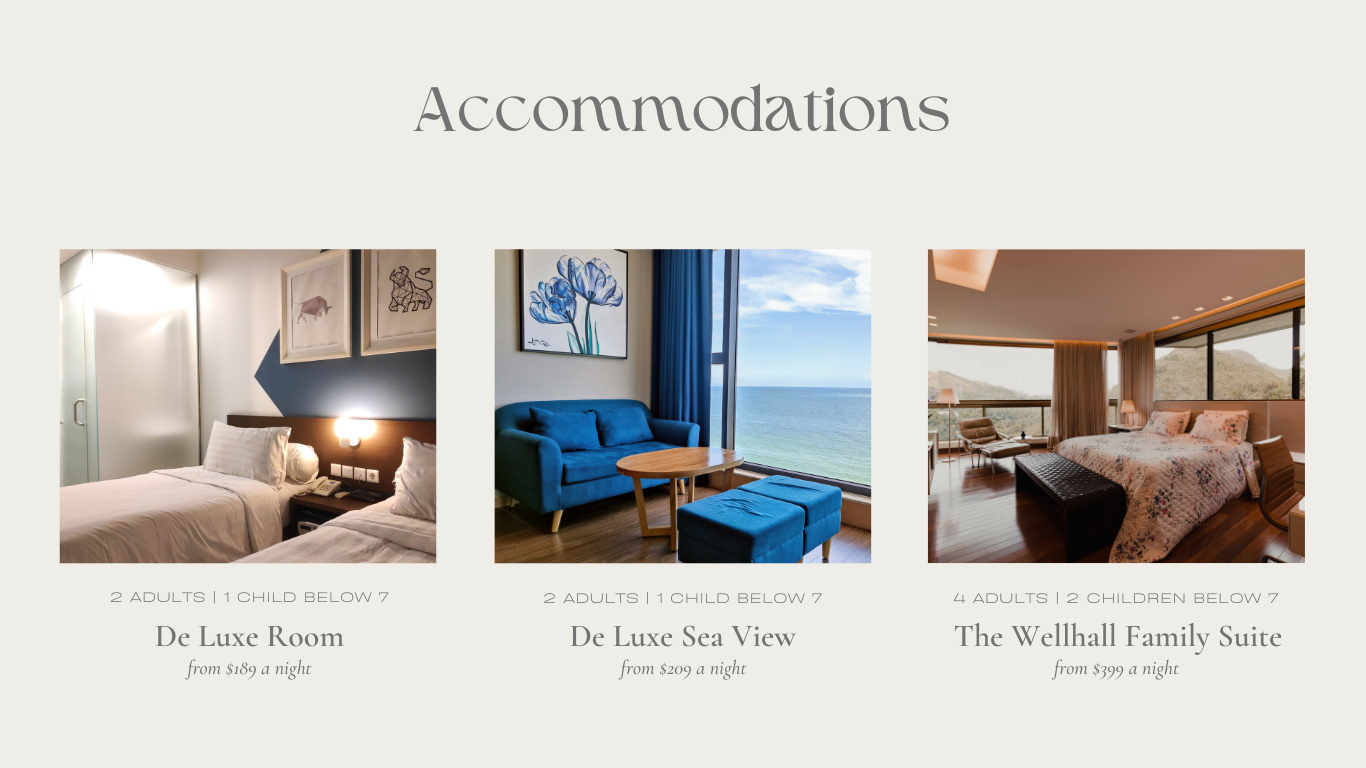 Accommodations
2 ADULTS | 1 CHILD BELOW 7
De Luxe Room
from $189 a night
2 ADULTS | 1 CHILD BELOW 7
De Luxe Sea View
from $209 a night
4 ADULTS | 2 CHILDREN BELOW 7
The Wellhall Family Suite
from $399 a night